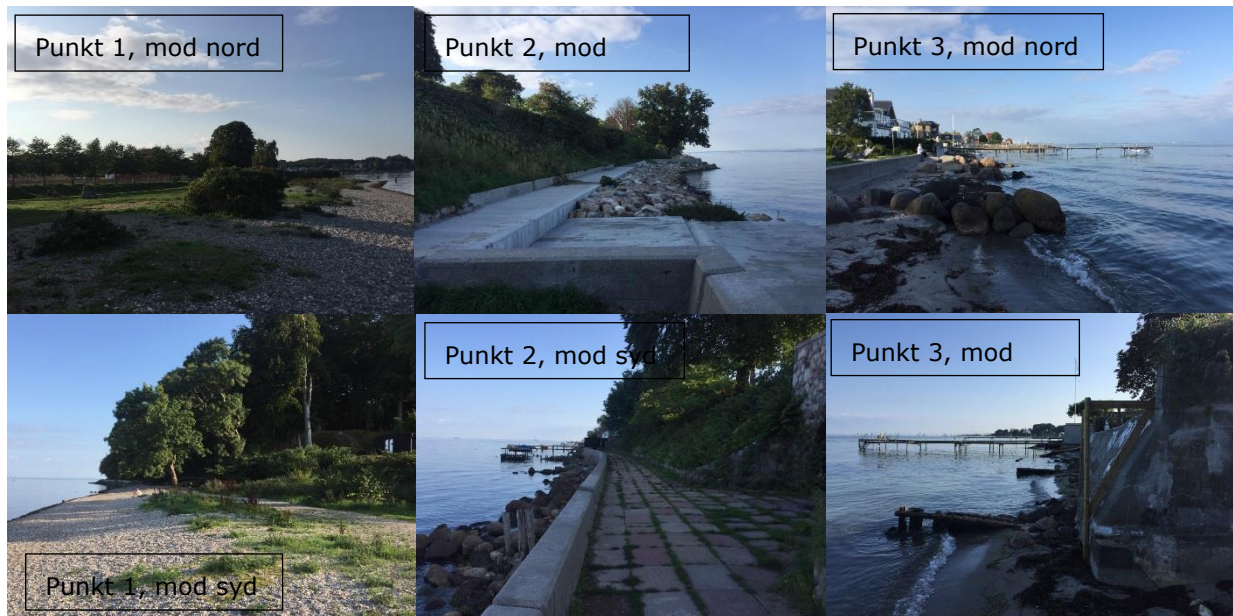 Punkt 1, mod nord
Punkt 2, mod
Punkt 3, mod nord
Punkt 1, mod syd
Punkt 2, mod syd
Punkt 3, mod